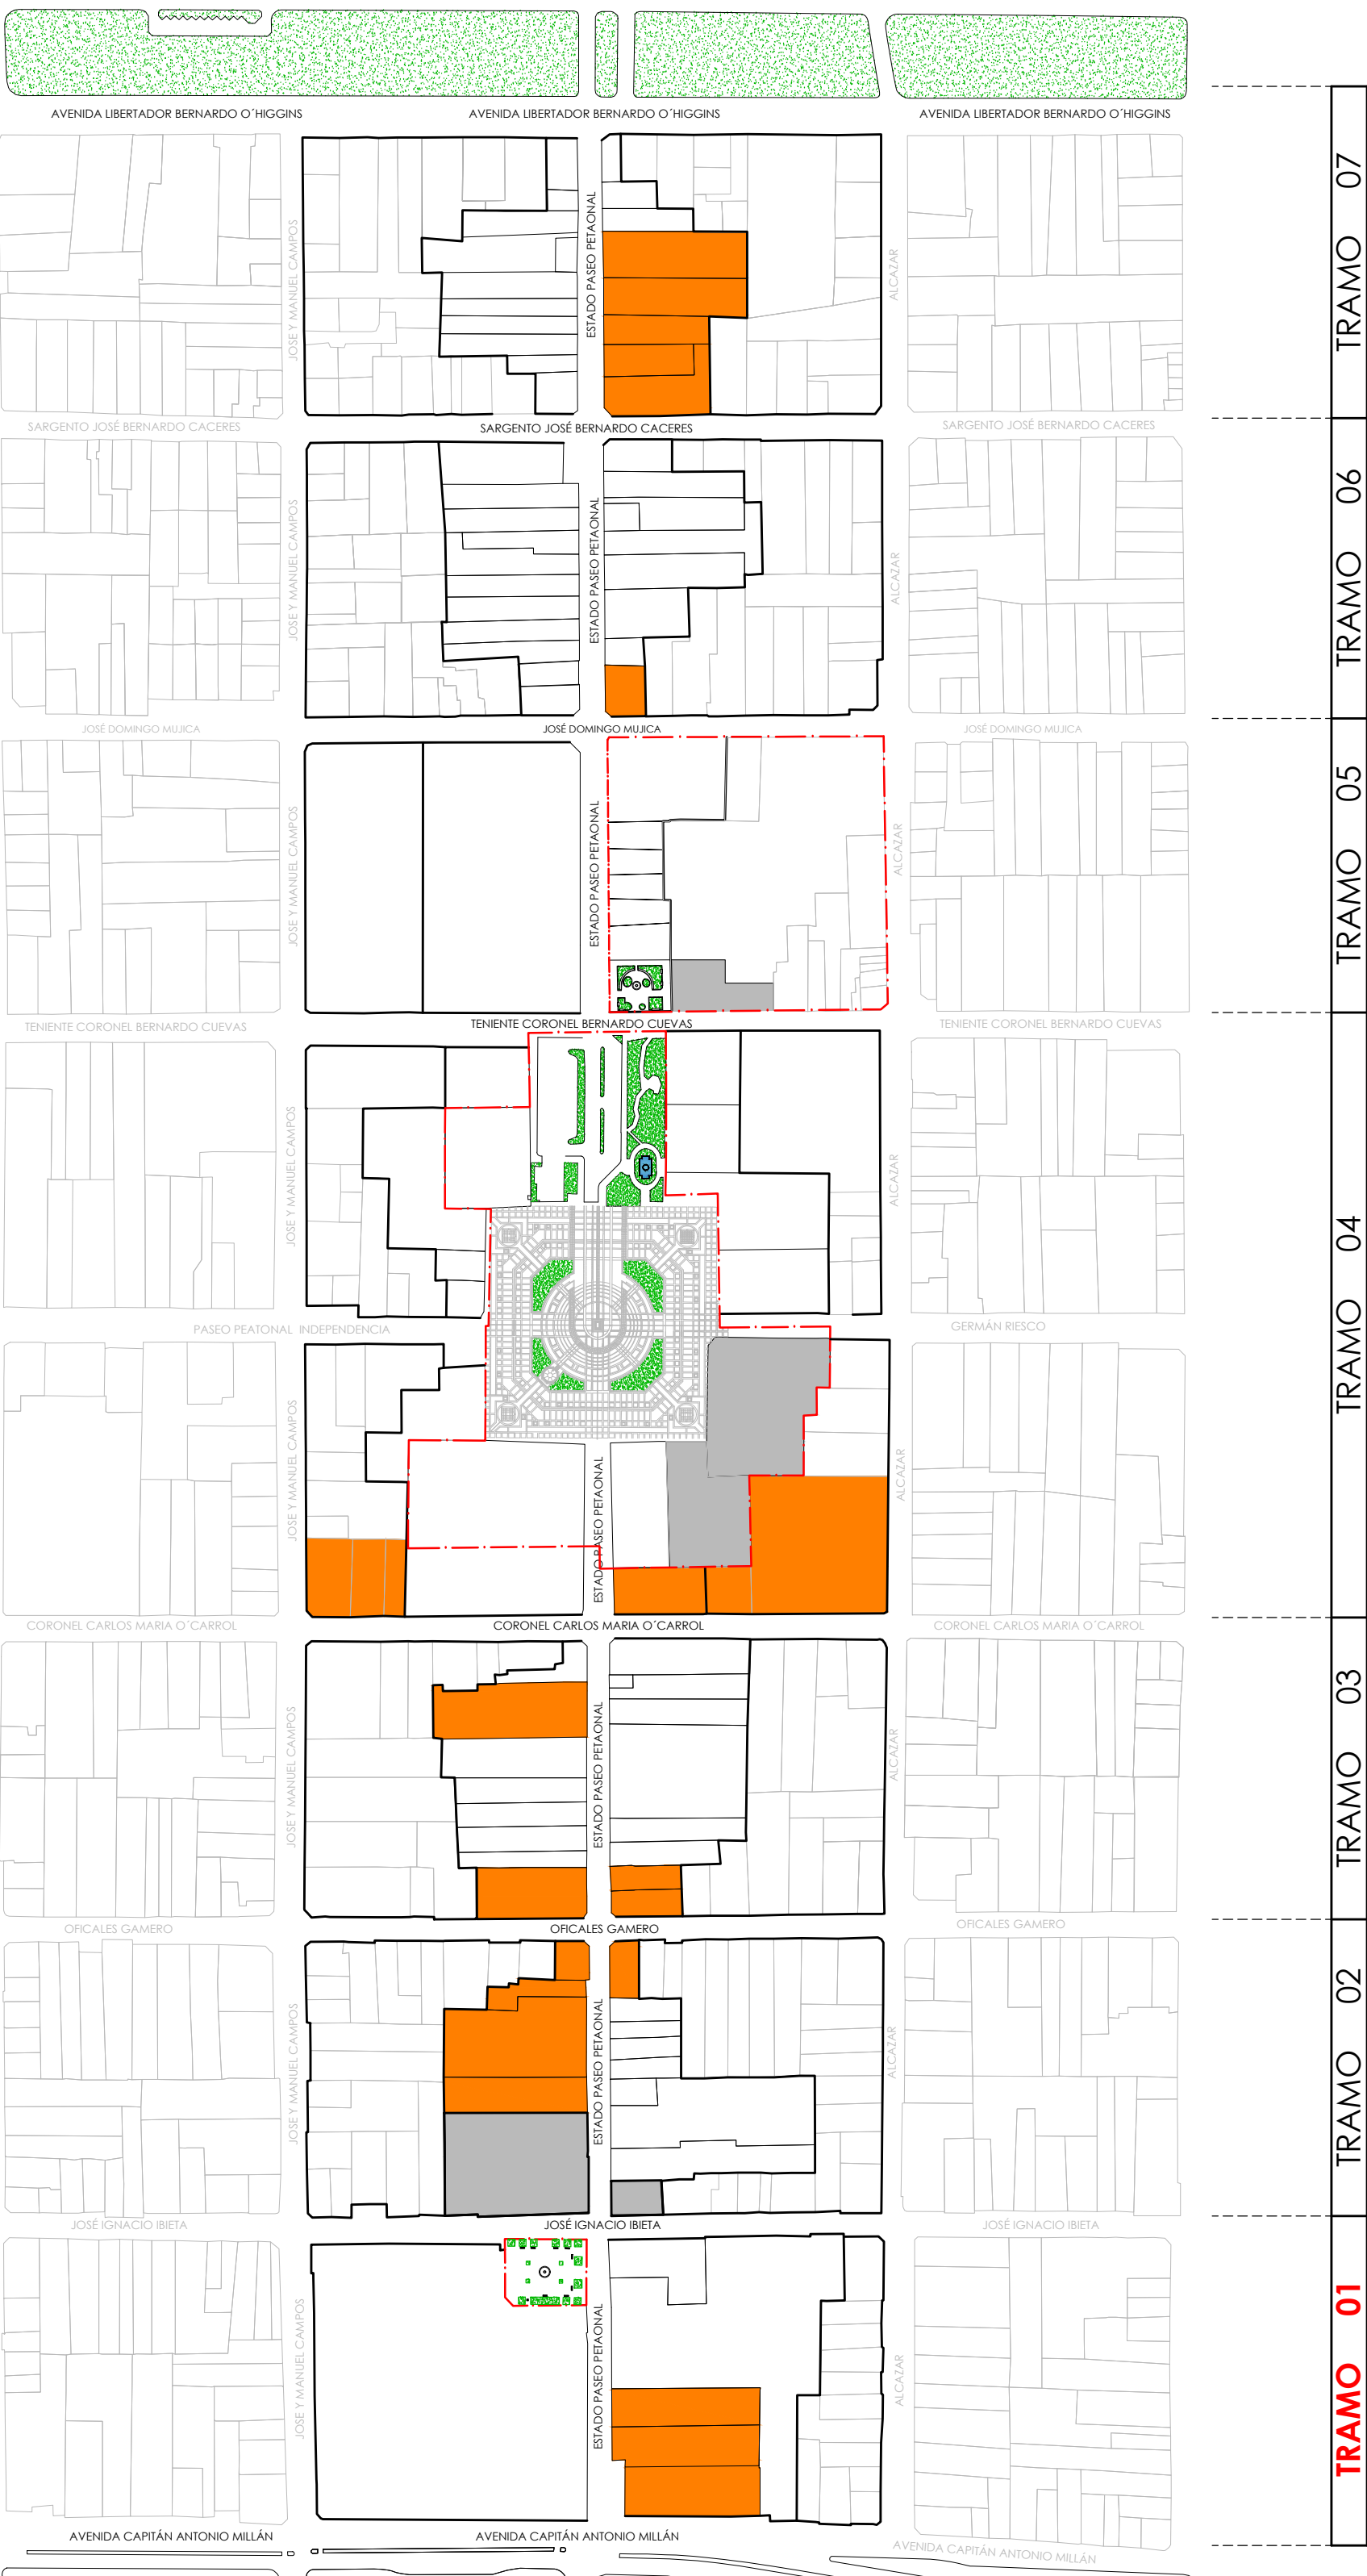 AVENIDA LIBERTADOR BERNARDO O´HIGGINS
AVENIDA LIBERTADOR BERNARDO O´HIGGINS
AVENIDA LIBERTADOR BERNARDO O´HIGGINS
JOSE Y MANUEL CAMPOS
ESTADO PASEO PETAONAL
ALCAZAR
TRAMO 07
SARGENTO JOSÉ BERNARDO CACERES
SARGENTO JOSÉ BERNARDO CACERES
SARGENTO JOSÉ BERNARDO CACERES
JOSE Y MANUEL CAMPOS
ESTADO PASEO PETAONAL
ALCAZAR
TRAMO 06
JOSÉ DOMINGO MUJICA
JOSÉ DOMINGO MUJICA
JOSÉ DOMINGO MUJICA
JOSE Y MANUEL CAMPOS
ESTADO PASEO PETAONAL
ALCAZAR
TRAMO 05
TENIENTE CORONEL BERNARDO CUEVAS
TENIENTE CORONEL BERNARDO CUEVAS
TENIENTE CORONEL BERNARDO CUEVAS
JOSE Y MANUEL CAMPOS
ALCAZAR
TRAMO 04
PASEO PEATONAL INDEPENDENCIA
GERMÁN RIESCO
JOSE Y MANUEL CAMPOS
ESTADO PASEO PETAONAL
ALCAZAR
CORONEL CARLOS MARIA O´CARROL
CORONEL CARLOS MARIA O´CARROL
CORONEL CARLOS MARIA O´CARROL
JOSE Y MANUEL CAMPOS
ESTADO PASEO PETAONAL
ALCAZAR
TRAMO 03
OFICALES GAMERO
OFICALES GAMERO
OFICALES GAMERO
JOSE Y MANUEL CAMPOS
ESTADO PASEO PETAONAL
ALCAZAR
TRAMO 02
JOSÉ IGNACIO IBIETA
JOSÉ IGNACIO IBIETA
JOSÉ IGNACIO IBIETA
JOSE Y MANUEL CAMPOS
ESTADO PASEO PETAONAL
ALCAZAR
TRAMO 01
AVENIDA CAPITÁN ANTONIO MILLÁN
AVENIDA CAPITÁN ANTONIO MILLÁN
AVENIDA CAPITÁN ANTONIO MILLÁN